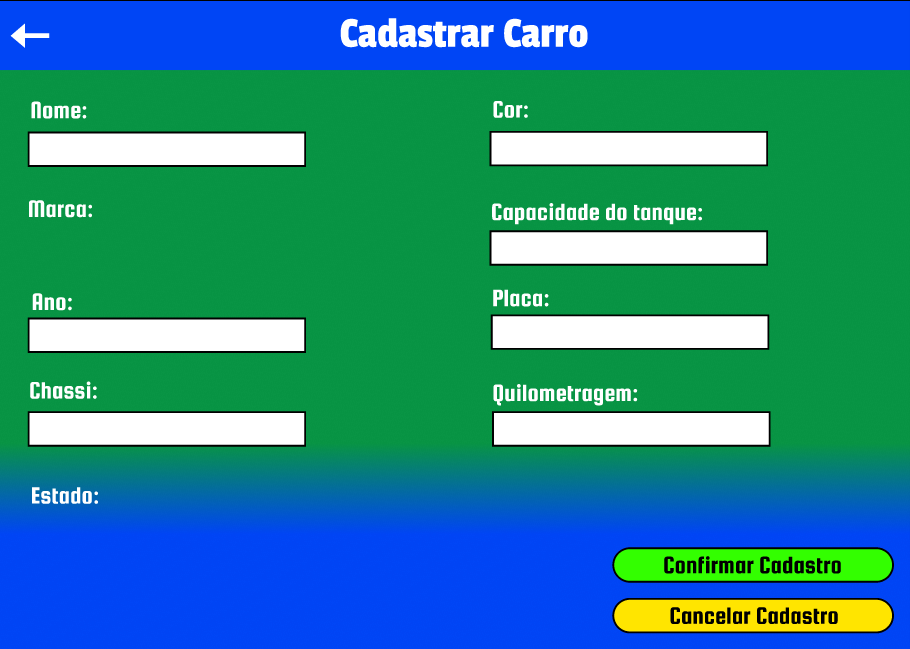 Cadastrar Carro
Nome:
Cor:
Marca:
Capacidade do tanque:
Ano:
Placa:
Chassi:
Quilometragem:
Estado:
Confirmar Cadastro
Cancelar Cadastro